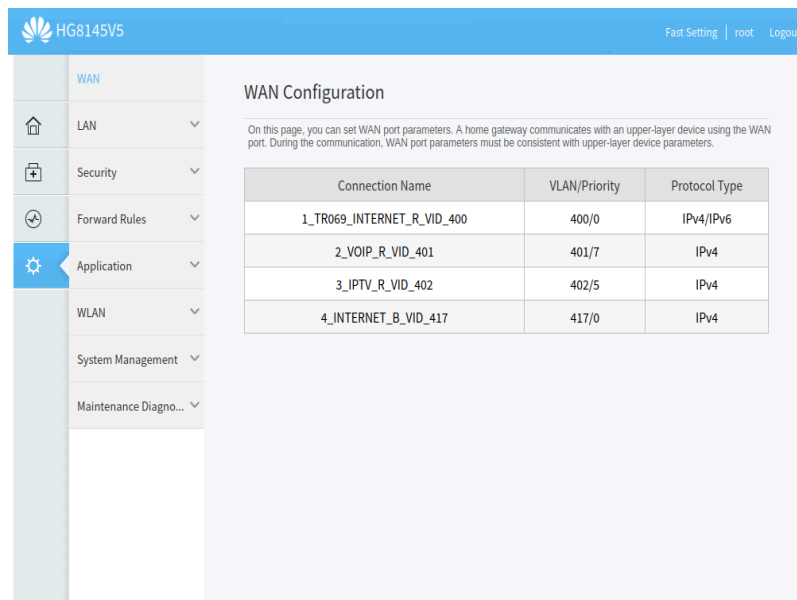 HG8145V5
Fast Setting | root Logou
WAN
LAN
Security
Forward Rules
Application
WLAN
System Management
Maintenance Diagno...
WAN Configuration
On this page, you can set WAN port parameters. A home gateway communicates with an upper-layer device using the WAN
port. During the communication, WAN port parameters must be consistent with upper-layer device parameters.
Connection Name VLAN/Priority Protocol Type
1_TR069_INTERNET_R_VID_400 400/0 IPv4/IPv6
2_VOIP_R_VID_401 401/7 IPv4
3_IPTV_R_VID_402 402/5 IPv4
4_INTERNET_B_VID_417 417/0 IPv4